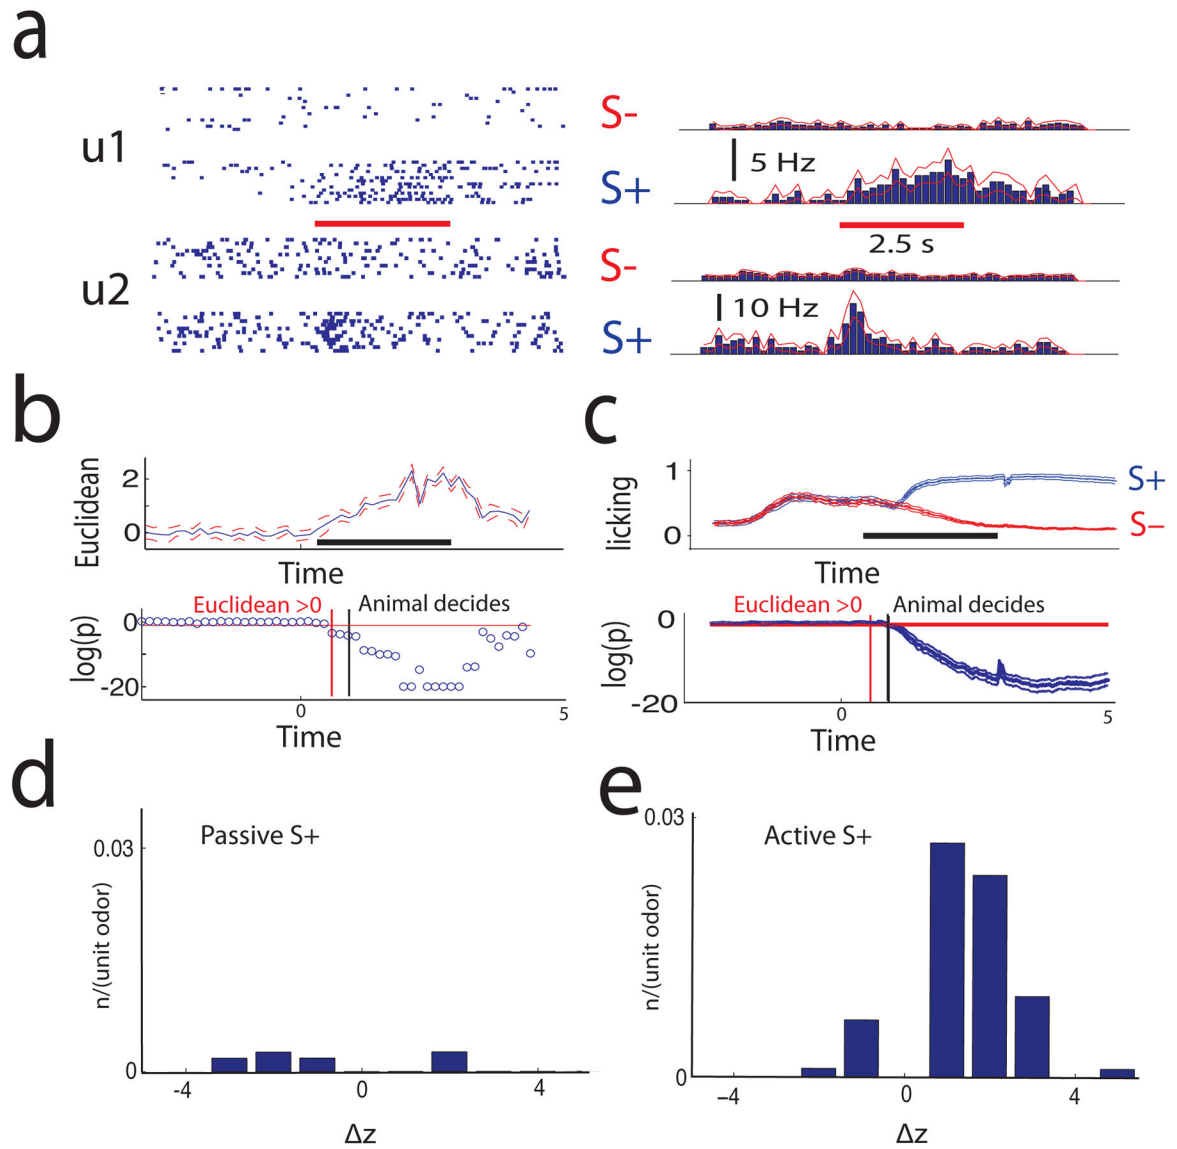 a
u1
S-
5 Hz
S+
2.5 s
u2
S-
10 Hz
S+
b
Euclidean
2
0
Time
Euclidean >0
Animal decides
log(p)
0
-20
0
5
Time
c
licking
1
0
S+
S–
Time
Euclidean >0
Animal decides
log(p)
0
-20
0
5
Time
d
Passive S+
n/(unit odor)
0.03
0
-4
0
4
Δz
e
Active S+
n/(unit odor)
0.03
0
–4
0
4
Δz